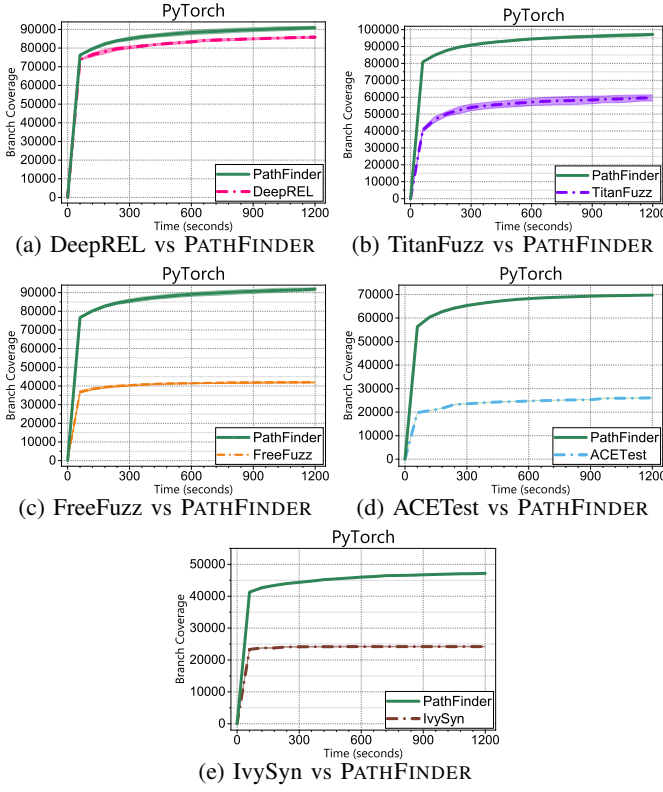 PyTorch
90000
80000
70000
60000
50000
40000
30000
20000
10000
0
Branch Coverage
PathFinder
DeepREL
0 300 600 900 1200
Time (seconds)
(a) DeepREL vs PATHFINDER
PyTorch
100000
90000
80000
70000
60000
50000
40000
30000
20000
10000
0
Branch Coverage
PathFinder
TitanFuzz
0 300 600 900 1200
Time (seconds)
(b) TitanFuzz vs PATHFINDER
PyTorch
90000
80000
70000
60000
50000
40000
30000
20000
10000
0
Branch Coverage
PathFinder
FreeFuzz
0 300 600 900 1200
Time (seconds)
(c) FreeFuzz vs PATHFINDER
PyTorch
70000
60000
50000
40000
30000
20000
10000
0
Branch Coverage
PathFinder
ACETest
0 300 600 900 1200
Time (seconds)
(d) ACETest vs PATHFINDER
PyTorch
50000
40000
30000
20000
10000
0
Branch Coverage
PathFinder
IvySyn
0 300 600 900 1200
Time (seconds)
(e) IvySyn vs PATHFINDER